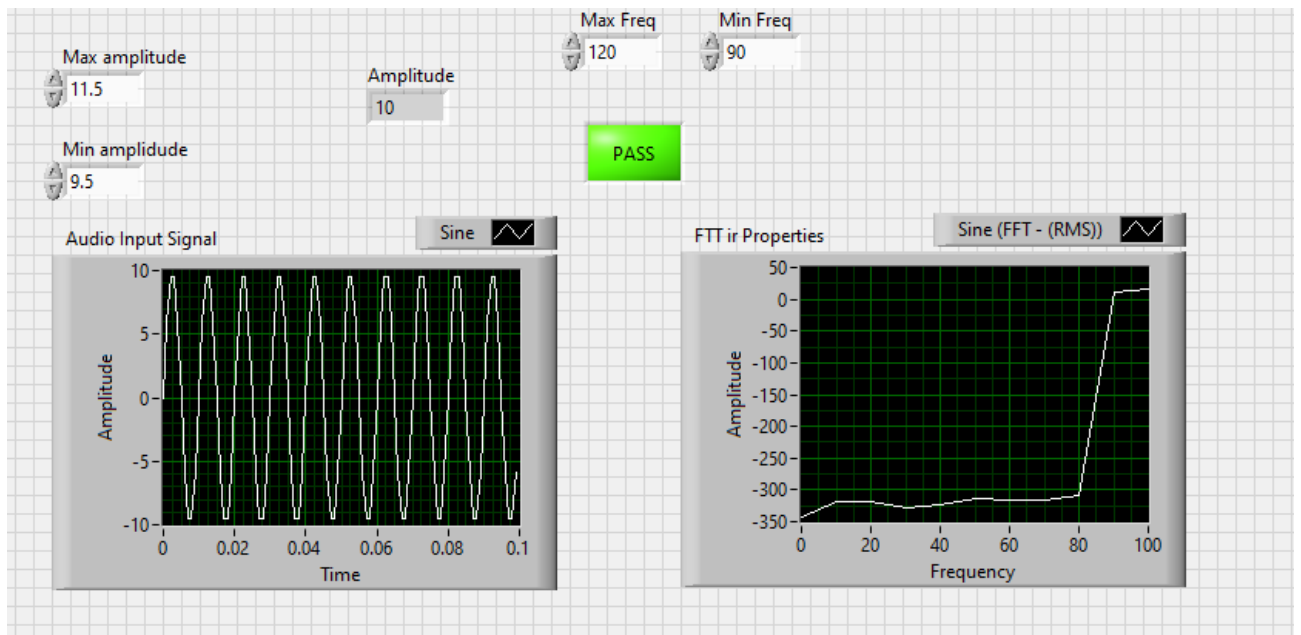 Max Freq
Min Freq
120
90
Max amplitude
11.5
Amplitude
10
PASS
Min amplidude
9.5
Audio Input Signal
Sine
10
5
0
-5
-10
Amplitude
0
0.02
0.04
0.06
0.08
0.1
Time
FTT ir Properties
Sine (FFT - (RMS))
50
0
-50
-100
-150
-200
-250
-300
-350
Amplitude
0
20
40
60
80
100
Frequency